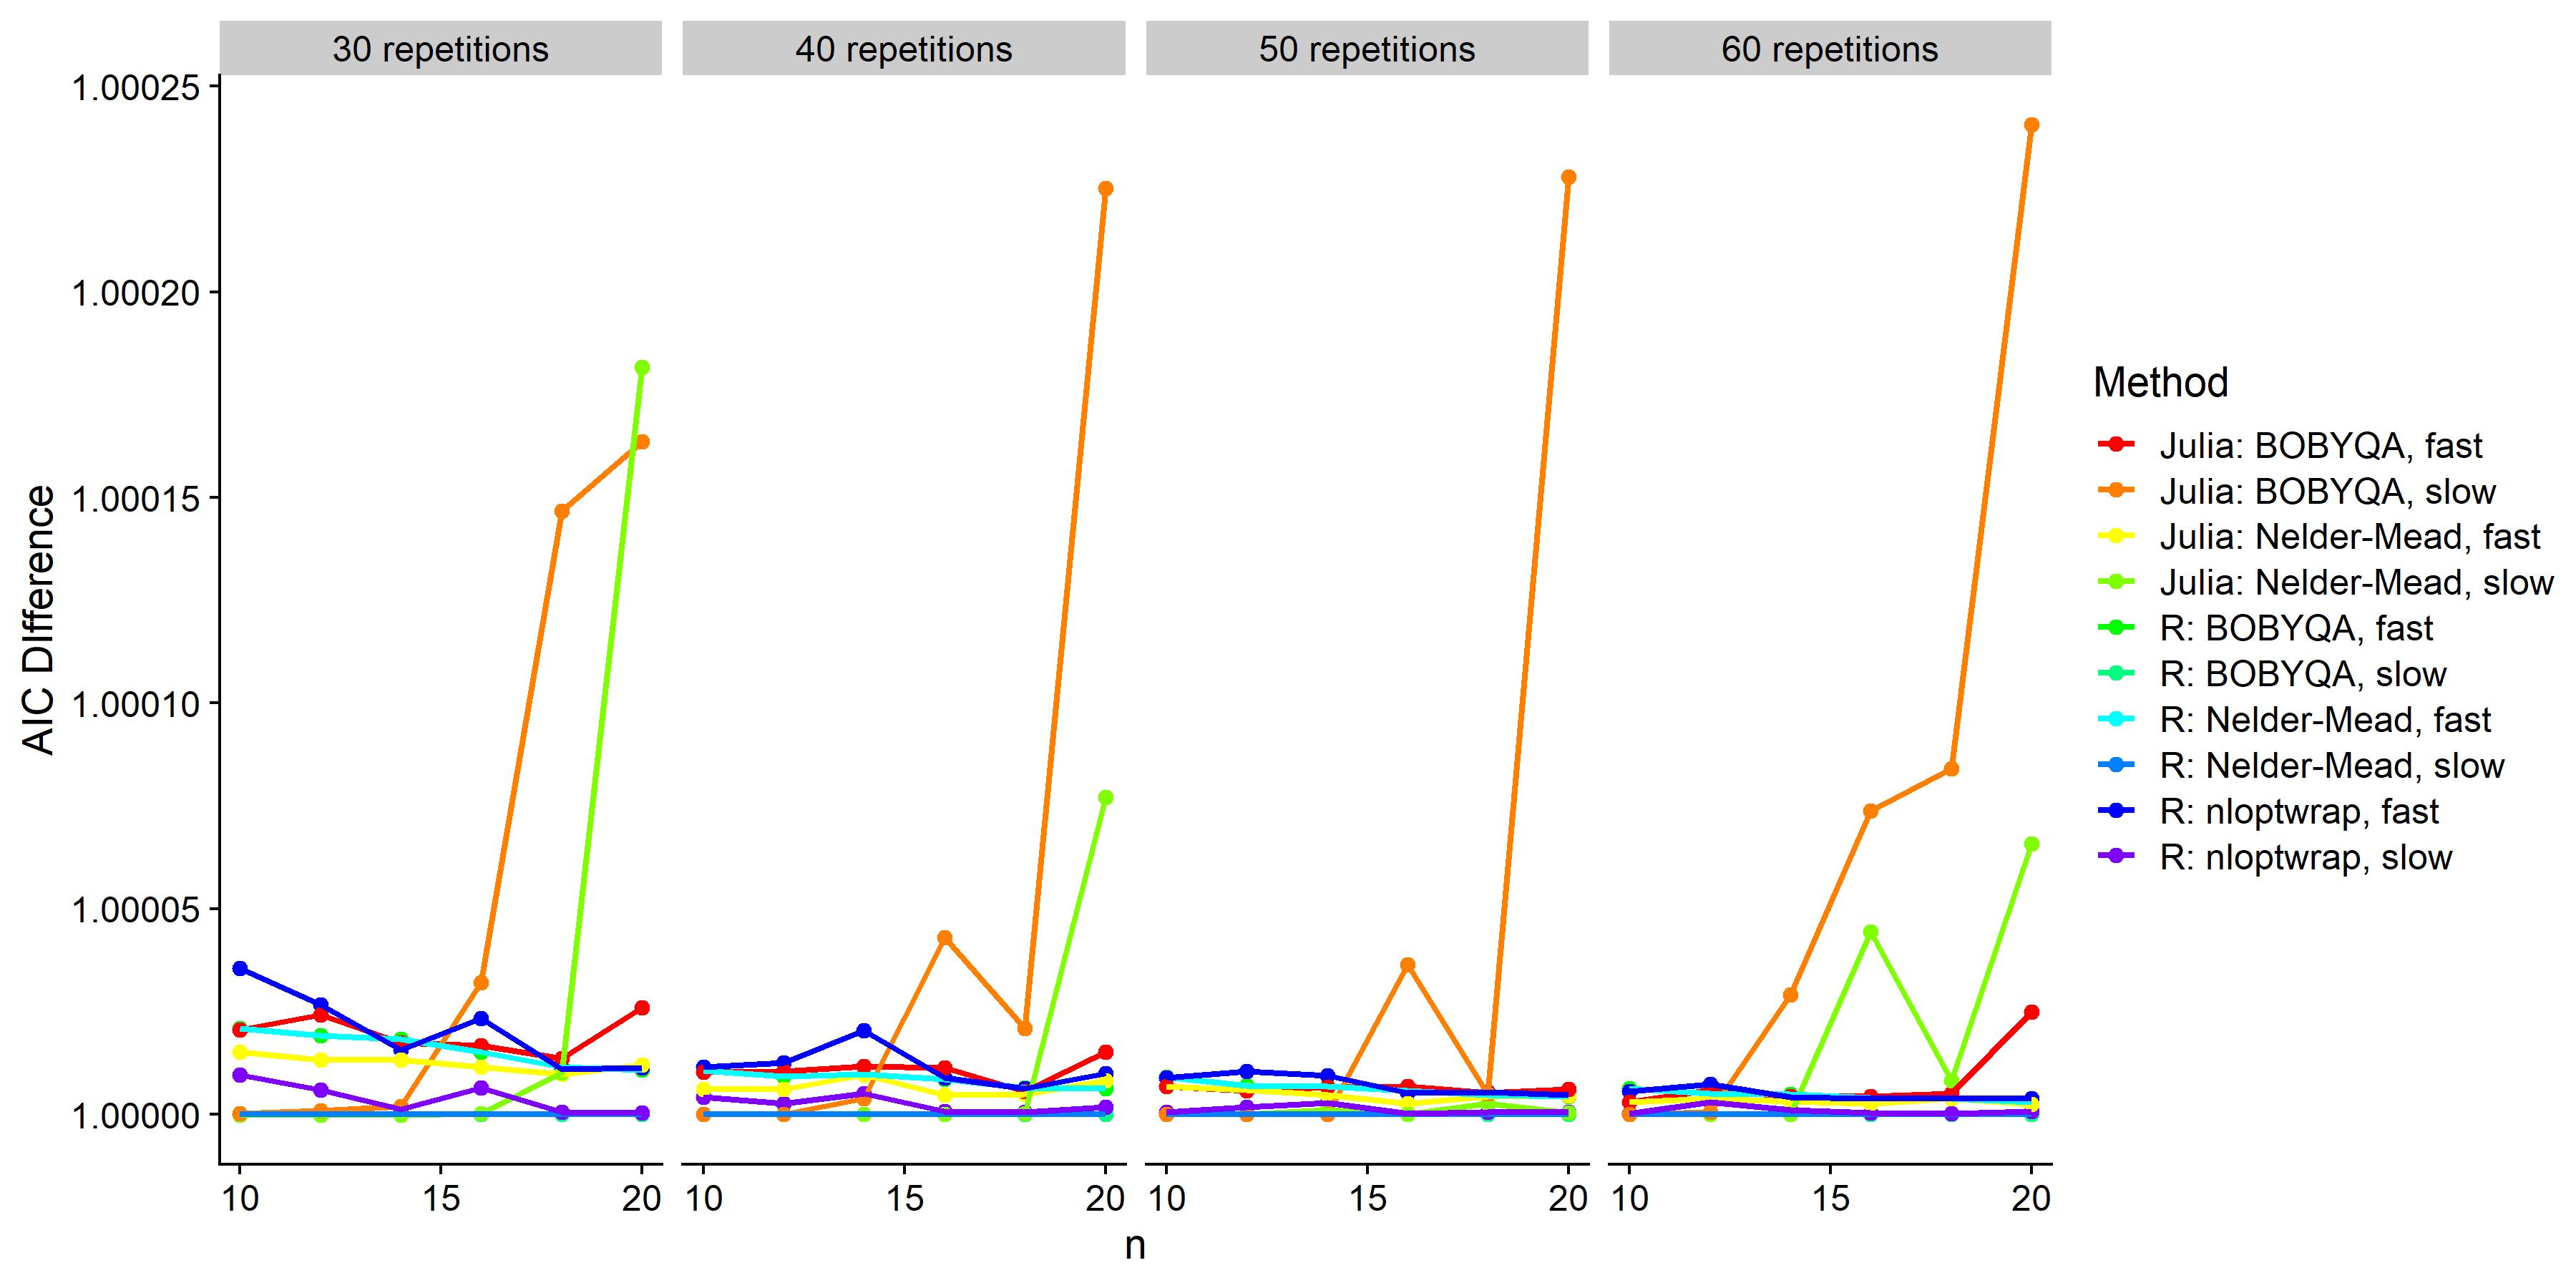 30 repetitions
40 repetitions
50 repetitions
60 repetitions
1.00025
1.00020
1.00015
1.00010
1.00005
1.00000
AIC DIfference
10
15
20
10
15
20
10
15
20
10
15
20
n
Method
Julia: BOBYQA, fast
Julia: BOBYQA, slow
Julia: Nelder-Mead, fast
Julia: Nelder-Mead, slow
R: BOBYQA, fast
R: BOBYQA, slow
R: Nelder-Mead, fast
R: Nelder-Mead, slow
R: nloptwrap, fast
R: nloptwrap, slow